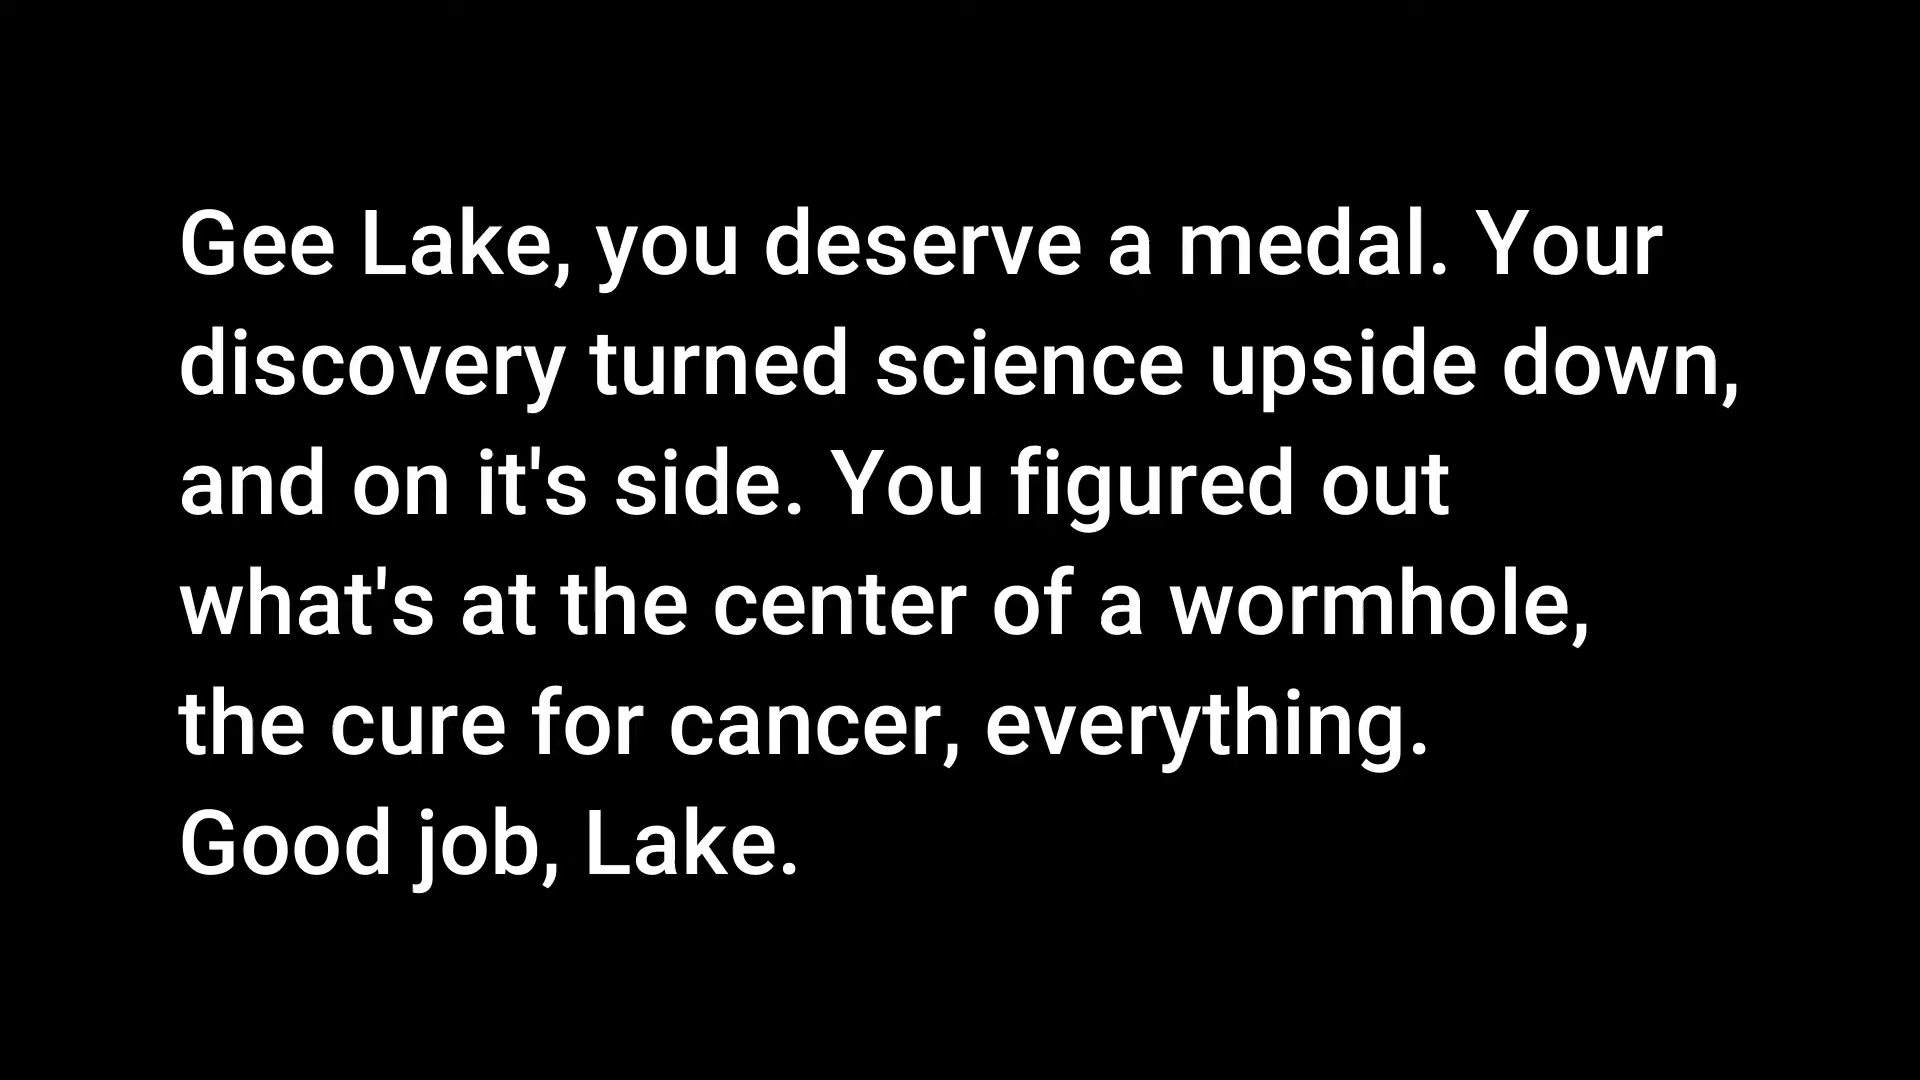 Gee Lake, you deserve a medal. Your
discovery turned science upside down,
and on it's side. You figured out
what's at the center of a wormhole,
the cure for cancer, everything.
Good job, Lake.